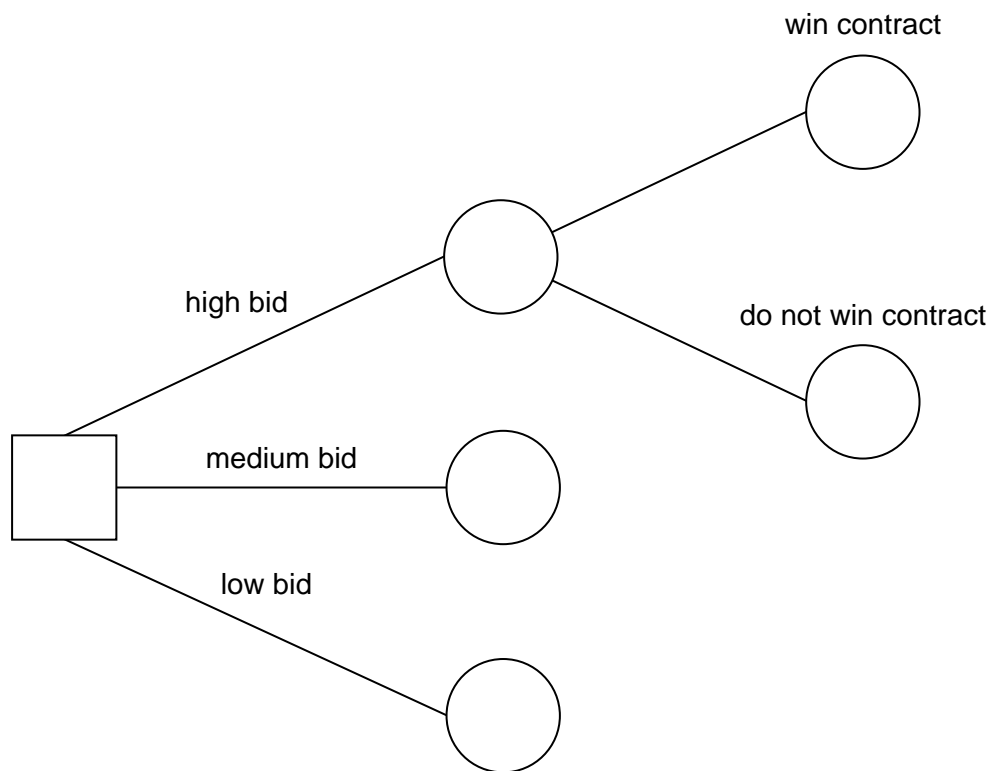 win contract
high bid
do not win contract
medium bid
low bid